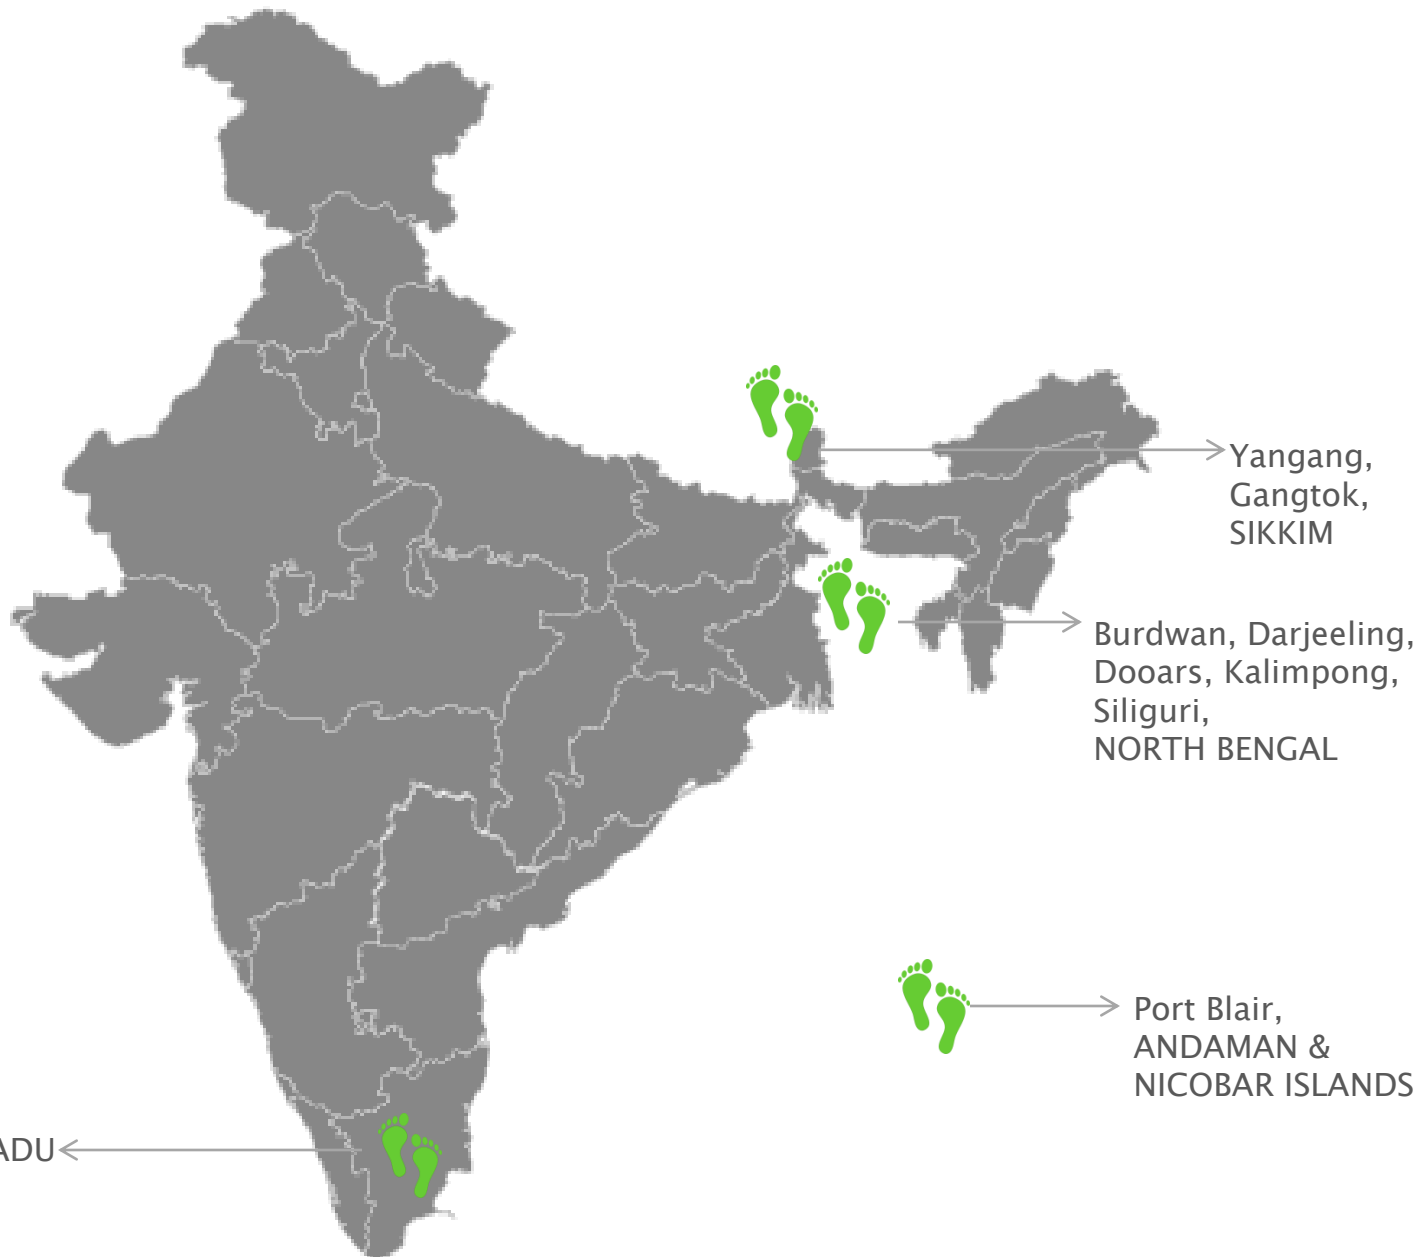 Yangang,
Gangtok,
SIKKIM
Burdwan, Darjeeling,
Dooars, Kalimpong,
Siliguri,
NORTH BENGAL
Port Blair,
ANDAMAN &
NICOBAR ISLANDS
ADU